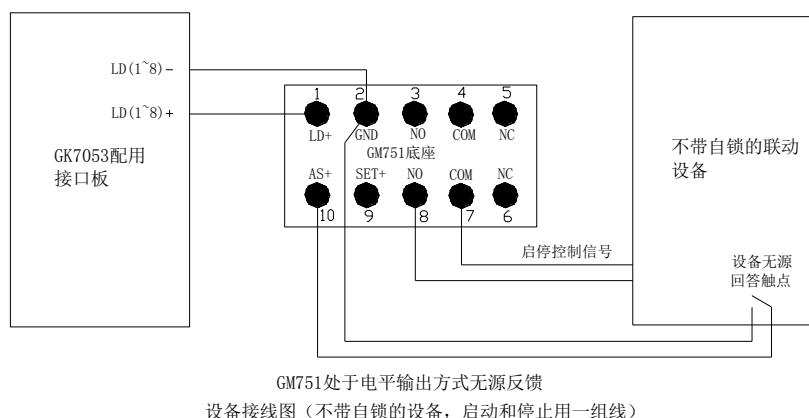 LD(1~8)-
LD(1~8)+
GK7053配用
接口板
1 2 3 4 5
LD+ GND NO COM NC
GM751底座
AS+ SET+ NO COM NC
10 9 8 7 6
不带自锁的联动
设备
启停控制信号
设备无源
回答触点
GM751处于电平输出方式无源反馈
设备接线图（不带自锁的设备，启动和停止用一组线）